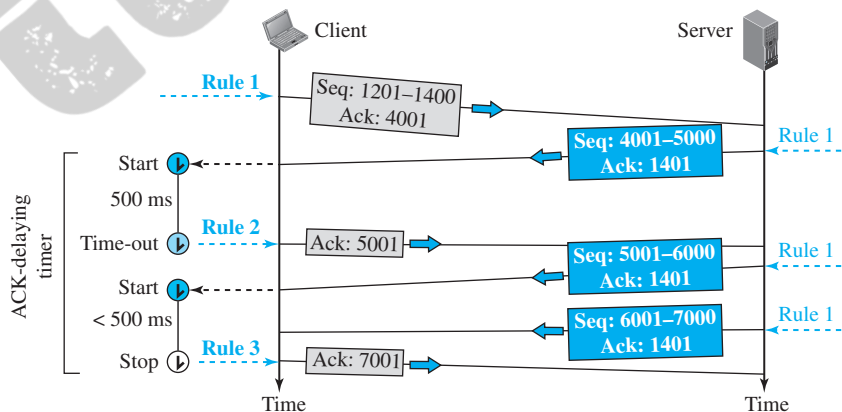 Client
Server
Rule 1
Seq: 1201–1400
Ack: 4001
Seq: 4001–5000
Ack: 1401
Rule 1
Start
500 ms
Time-out
Rule 2
Ack: 5001
Seq: 5001–6000
Ack: 1401
Rule 1
ACK-delaying
timer
Start
< 500 ms
Stop
Seq: 6001–7000
Ack: 1401
Rule 1
Rule 3
Ack: 7001
Time
Time